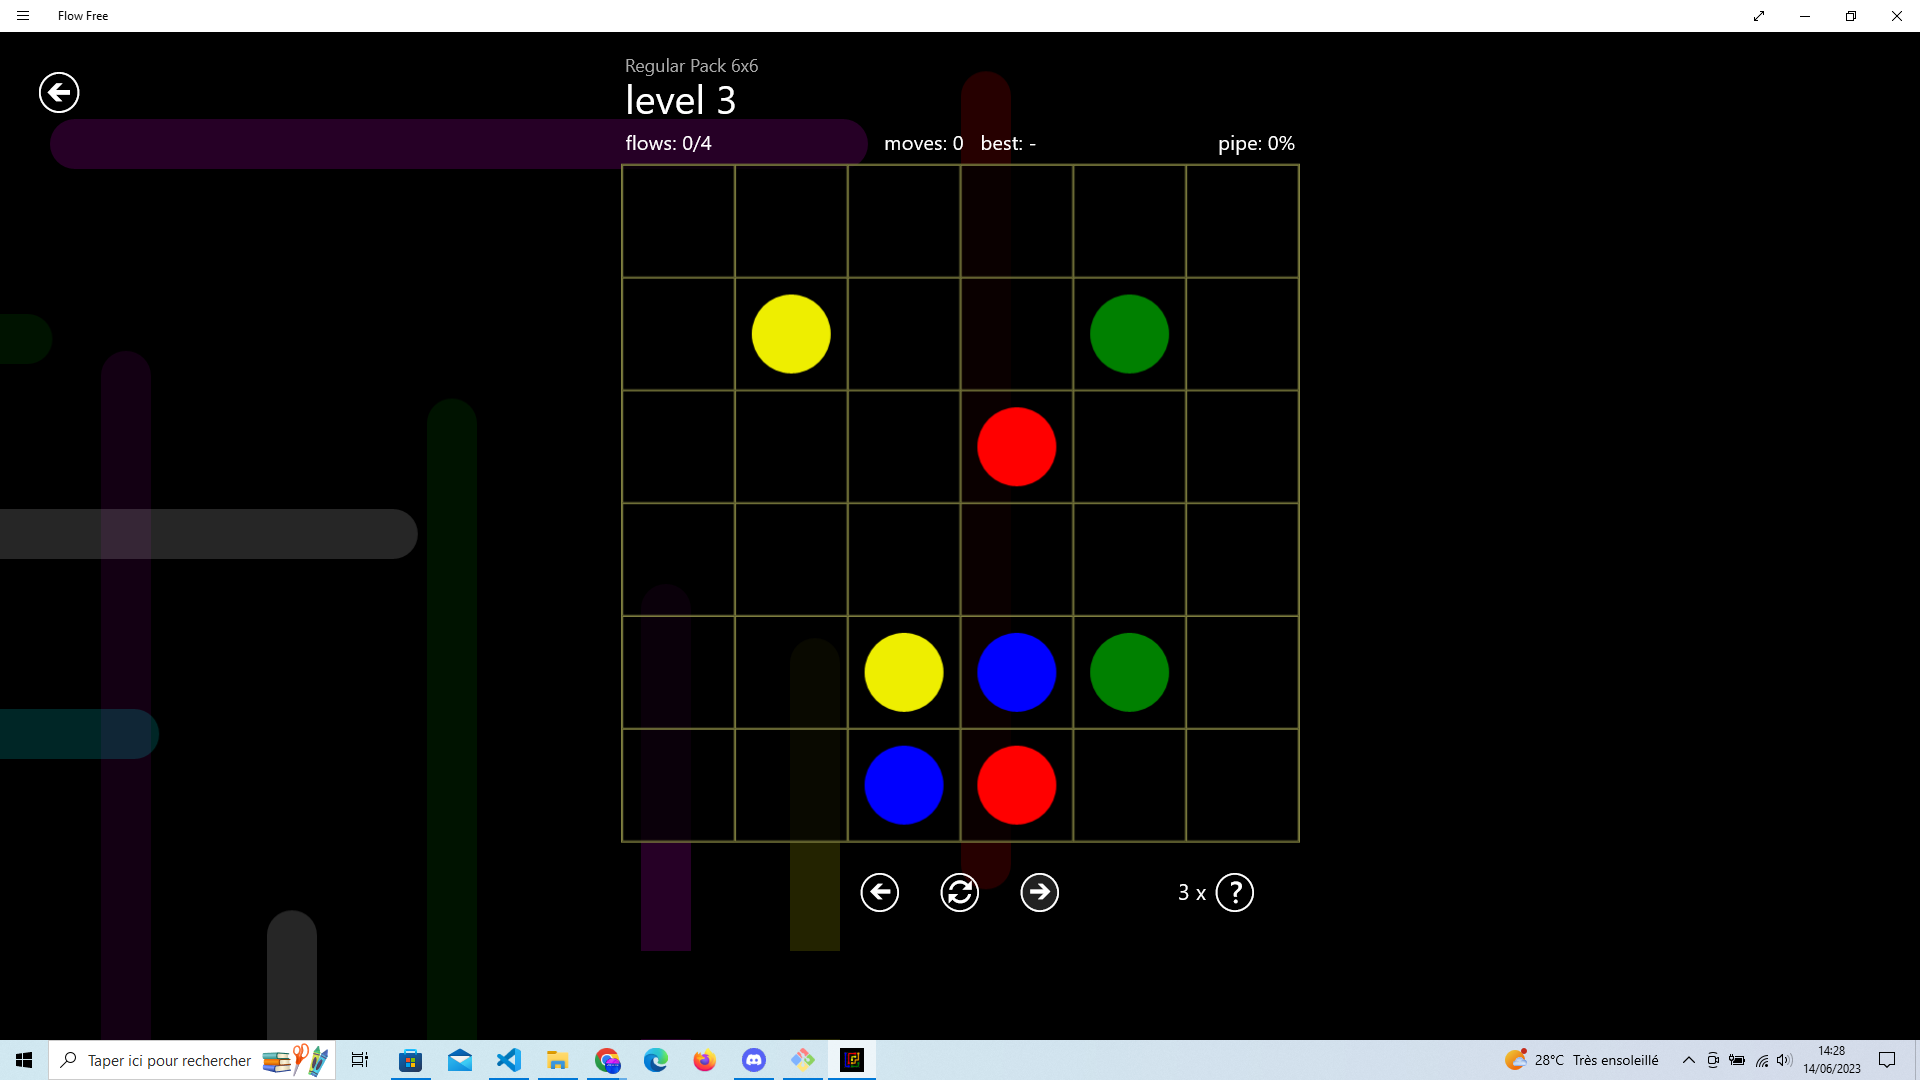 Flow Free
Regular Pack 6x6
level 3
flows: 0/4 moves: 0 best: - pipe: 0%
3 x ?
Taper ici pour rechercher
28°C Très ensoleillé
14:28
14/06/2023